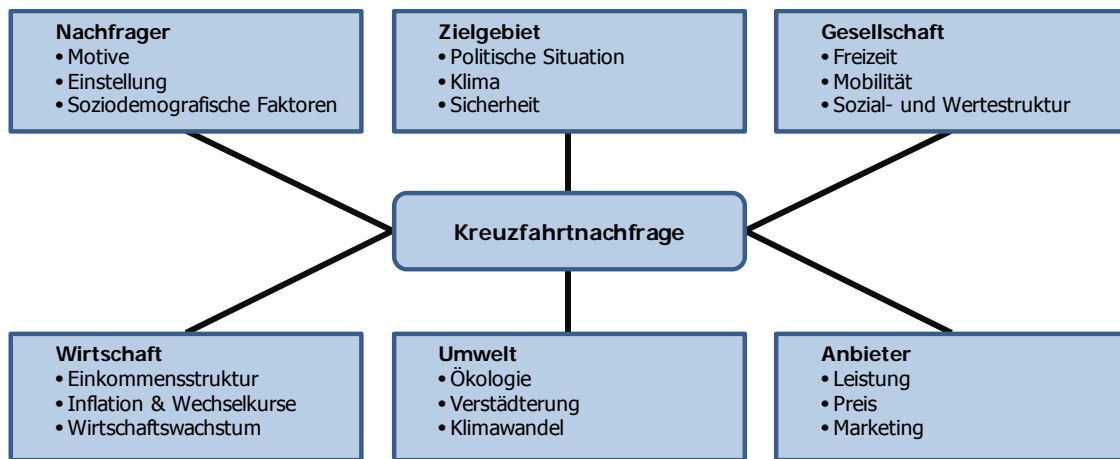 Nachfrager
• Motive
• Einstellung
• Soziodemografische Faktoren
Zielgebiet
• Politische Situation
• Klima
• Sicherheit
Gesellschaft
• Freizeit
• Mobilität
• Sozial- und Wertestruktur
Kreuzfahrtnachfrage
Wirtschaft
• Einkommensstruktur
• Inflation & Wechselkurse
• Wirtschaftswachstum
Umwelt
• Ökologie
• Verstädterung
• Klimawandel
Anbieter
• Leistung
• Preis
• Marketing